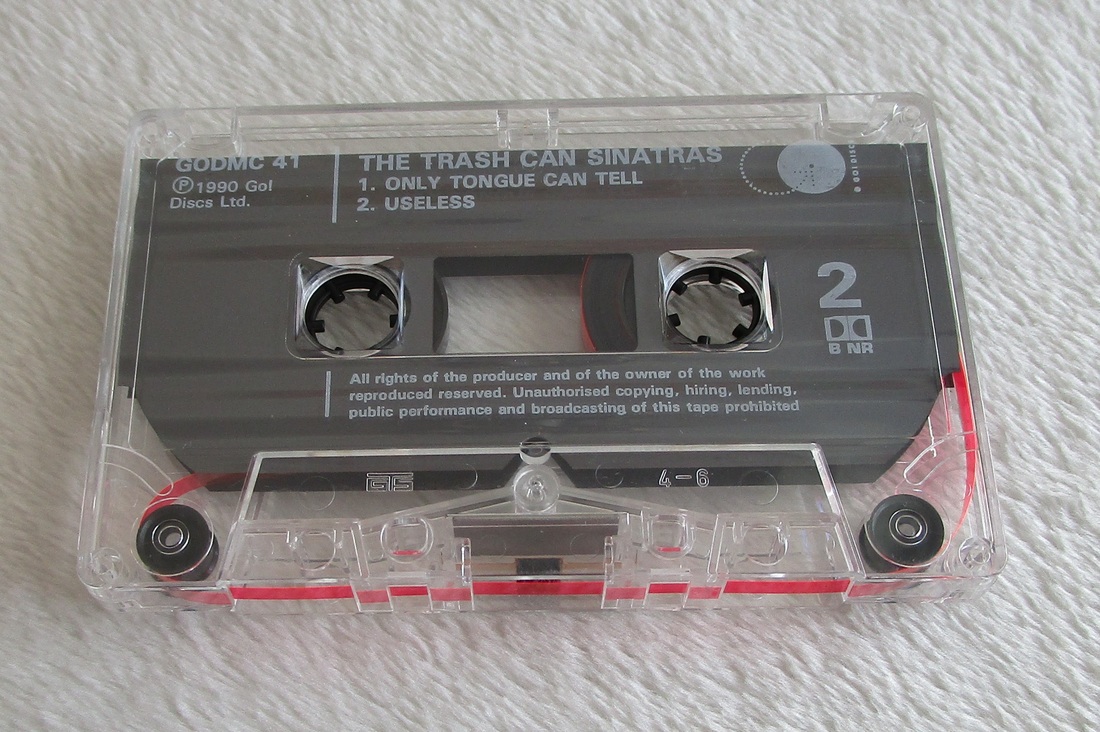 GODMC 41
℗ 1990 Go!
Discs Ltd.
THE TRASH CAN SINATRAS
1. ONLY TONGUE CAN TELL
2. USELESS
2
B NR
All rights of the producer and of the owner of the work
reproduced reserved. Unauthorised copying, hiring, lending,
public performance and broadcasting of this tape prohibited
4-6